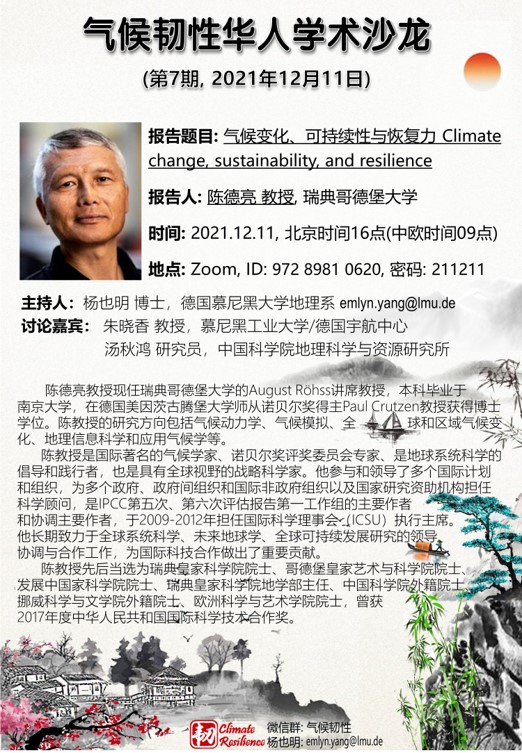 气候韧性华人学术沙龙
(第7期, 2021年12月11日)
报告题目: 气候变化、可持续性与恢复力 Climate
change, sustainability, and resilience
报告人: 陈德亮 教授, 瑞典哥德堡大学
时间: 2021.12.11, 北京时间16点(中欧时间09点)
地点: Zoom, ID: 972 8981 0620, 密码: 211211
主持人：杨也明 博士，德国慕尼黑大学地理系 emlyn.yang@lmu.de
讨论嘉宾： 朱晓香 教授，慕尼黑工业大学/德国宇航中心
汤秋鸿 研究员，中国科学院地理科学与资源研究所
陈德亮教授现任瑞典哥德堡大学的August Röhss讲席教授，本科毕业于
南京大学，在德国美因茨古腾堡大学师从诺贝尔奖得主Paul Crutzen教授获得博士
学位。陈教授的研究方向包括气候动力学、气候模拟、全球和区域气候变
化、地理信息科学和应用气候学等。
陈教授是国际著名的气候学家、诺贝尔奖评奖委员会专家、是地球系统科学的
倡导和践行者，也是具有全球视野的战略科学家。他参与和领导了多个国际计划
和组织，为多个政府、政府间组织和国际非政府组织以及国家研究资助机构担任
科学顾问，是IPCC第五次、第六次评估报告第一工作组的主要作者
和协调主要作者，于2009-2012年担任国际科学理事会 (ICSU) 执行主席。
他长期致力于全球系统科学、未来地球学、全球可持续发展研究的领导、
协调与合作工作，为国际科技合作做出了重要贡献。
陈教授先后当选为瑞典皇家科学院院士、哥德堡皇家艺术与科学院院士、
发展中国家科学院院士、瑞典皇家科学院地学部主任、中国科学院外籍院士、
挪威科学与文学院外籍院士、欧洲科学与艺术学院院士，曾获
2017年度中华人民共和国国际科学技术合作奖。
Climate
Resilience
微信群: 气候韧性
杨也明: emlyn.yang@lmu.de